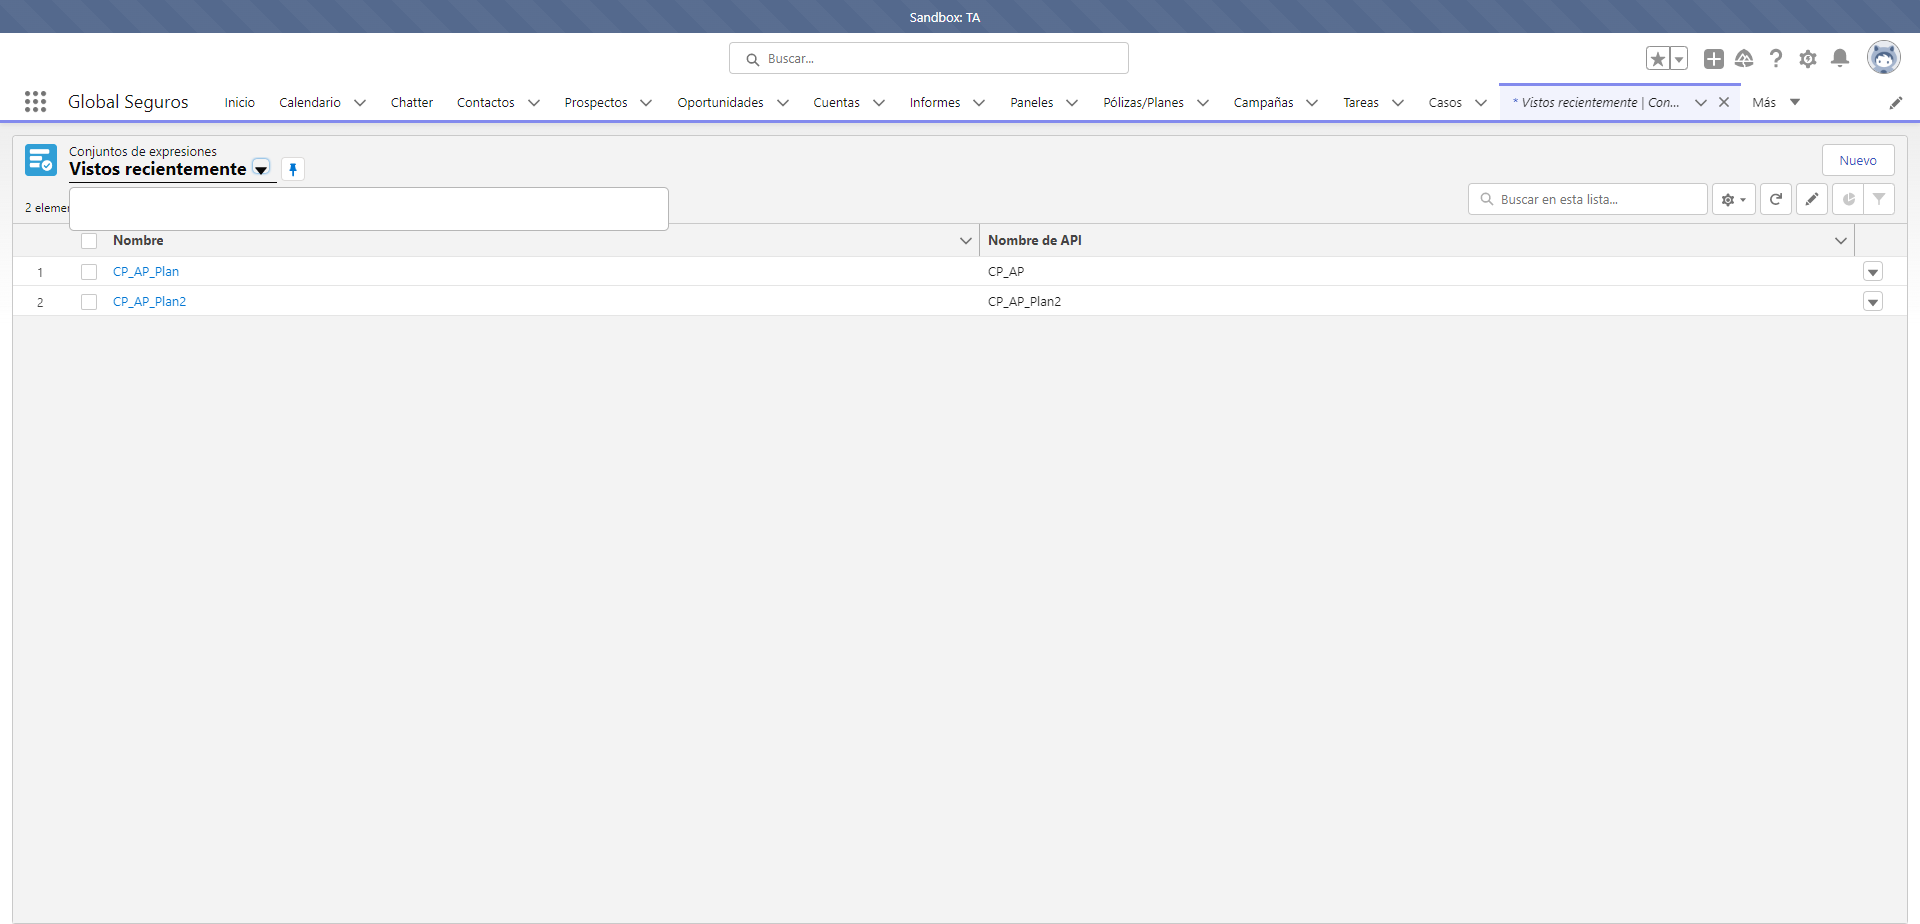 Sandbox: TA
Buscar...
Global Seguros
Inicio
Calendario
Chatter
Contactos
Prospectos
Oportunidades
Cuentas
Informes
Paneles
Pólizas/Planes
Campañas
Tareas
Casos
* Vistos recientemente | Con...
Más
Conjuntos de expresiones
Vistos recientemente
Nuevo
2
Buscar en esta lista...
Nombre
Nombre de API
1 CP_AP_Plan CP_AP
2 CP_AP_Plan2 CP_AP_Plan2